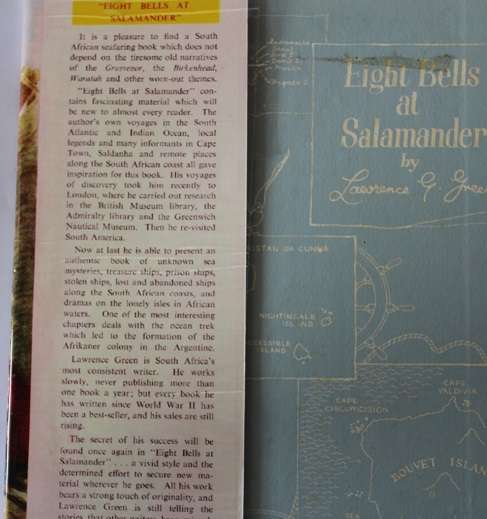 "EIGHT BELLS AT
SALAMANDER"
It is a pleasure to find a South
African seafaring book which does not
depend on the tiresome old narratives
of the Grosvenor, the Birkenhead,
Waratah and other worn-out themes.
"Eight Bells at Salamander" con-
tains fascinating material which will
be new to almost every reader. The
author's own voyages in the South
Atlantic and Indian Ocean, local
legends and many informants in Cape
Town, Saldanha and remote places
along the South African coast all gave
inspiration for this book. His voyages
of discovery took him recently to
London, where he carried out research
in the British Museum library, the
Admiralty library and the Greenwich
Nautical Museum. Then he re-visited
South America.
Now at last he is able to present an
authentic book of unknown sea
mysteries, treasure ships, prison ships,
stolen ships, lost and abandoned ships
along the South African coasts, and
dramas on the lonely isles in African
waters. One of the most interesting
chapters deals with the ocean trek
which led to the formation of the
Afrikaner colony in the Argentine.
Lawrence Green is South Africa's
most consistent writer. He works
slowly, never publishing more than
one book a year; but every book he
has written since World War II has
been a best-seller, and his sales are still
rising.
The secret of his success will be
found once again in "Eight Bells at
Salamander" . . . a vivid style and the
determined effort to secure new ma-
terial wherever he goes. All his work
bears a strong touch of originality, and
Lawrence Green is still telling the
stories that other writers
Eight Bells
at
Salamander
by
Lawrence G Gree
STAN DA CUNHA
NIGHTINGALE
IS. AND
ESSIBLE
ISLAND
CAPE
VALDIVIA
CAPE
CIRCUMCISION
BOUVET ISLAN
SEA